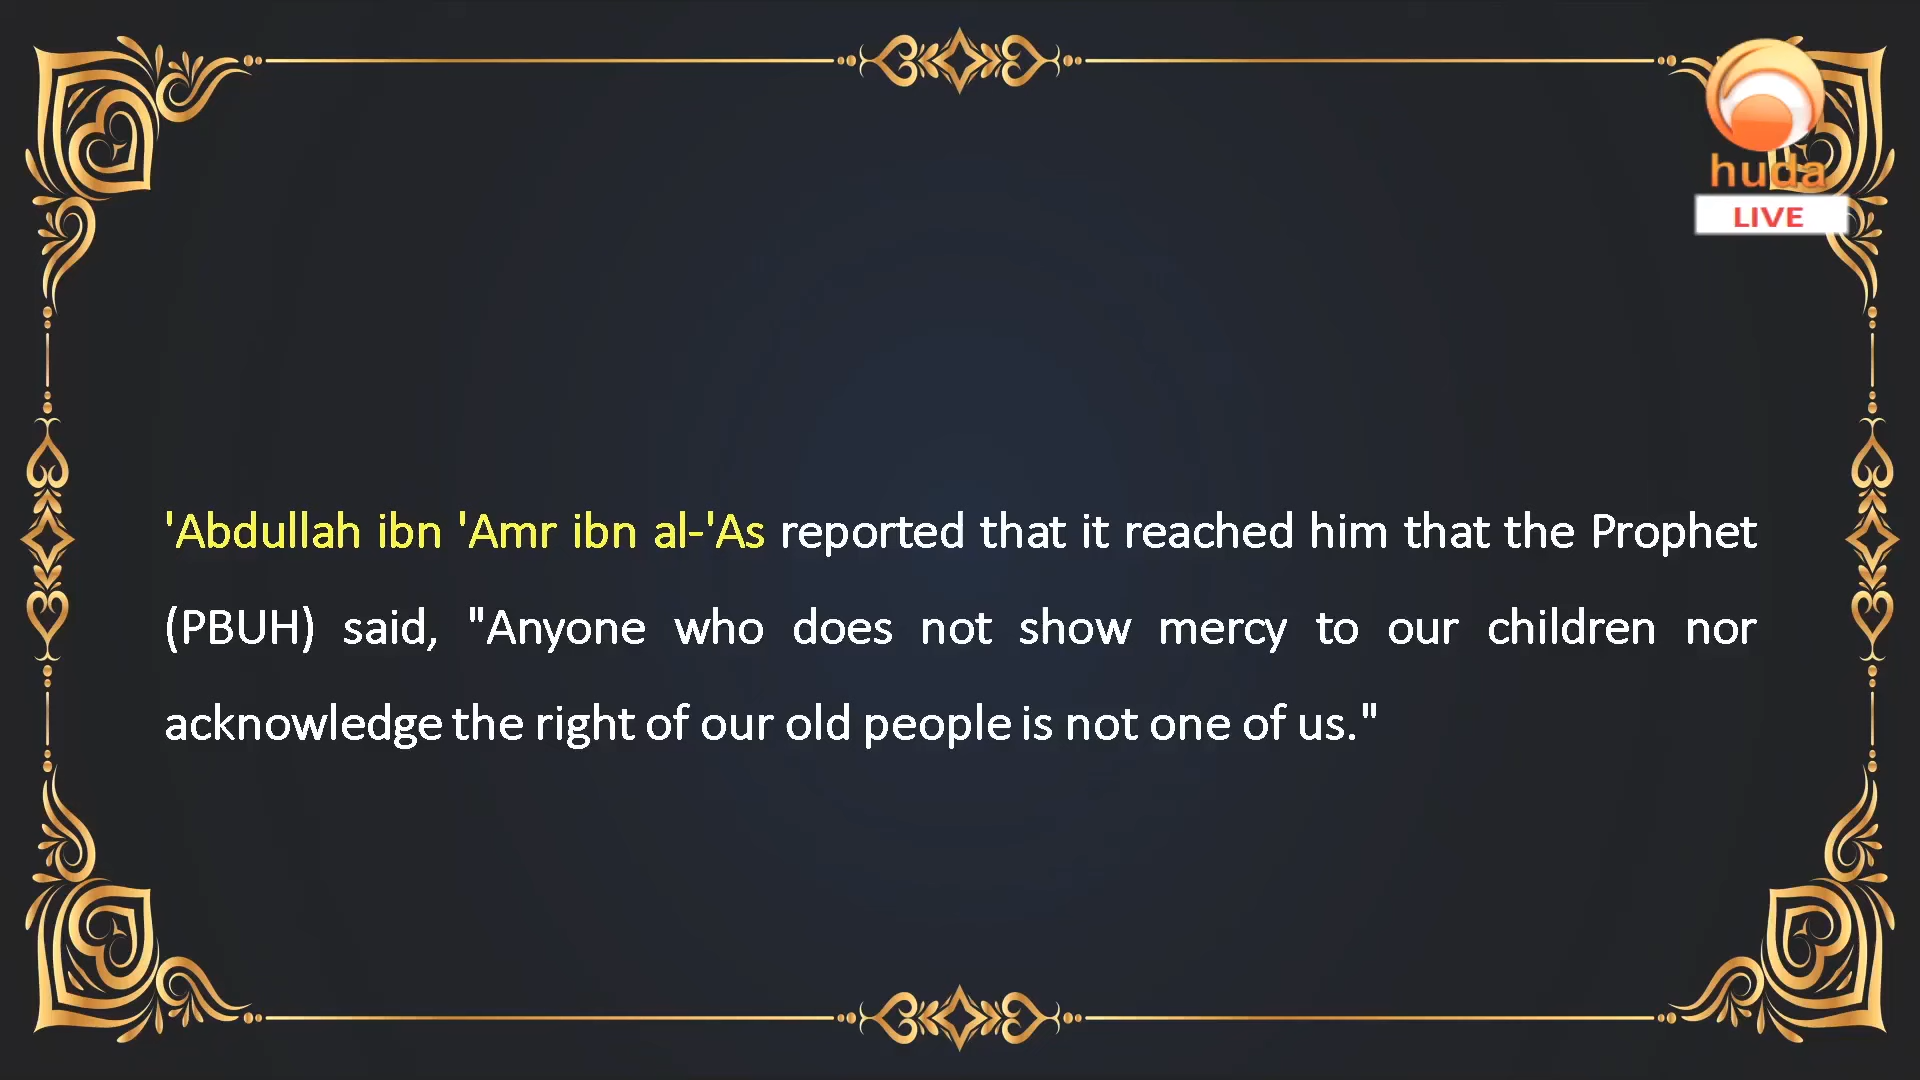 huda
LIVE
'Abdullah ibn 'Amr ibn al-'As reported that it reached him that the Prophet
(PBUH) said, "Anyone who does not show mercy to our children nor
acknowledge the right of our old people is not one of us."